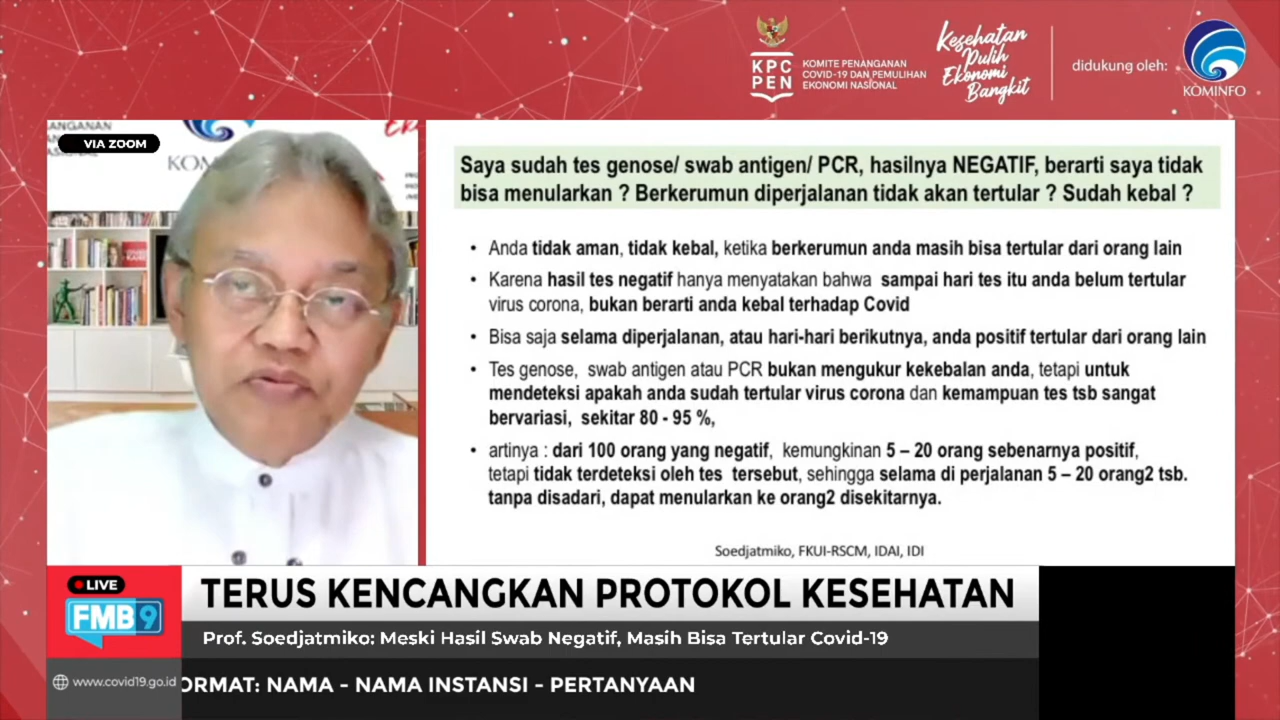 KPC
PEN
KOMITE PENANGANAN
COVID-19 DAN PEMULIHAN
EKONOMI NASIONAL
Kesehatan
Pulih
Ekonomi
Bangkit
didukung oleh:
KOMINFO
VIA ZOOM
Saya sudah tes genose/ swab antigen/ PCR, hasilnya NEGATIF, berarti saya tidak
bisa menularkan ? Berkerumun diperjalanan tidak akan tertular ? Sudah kebal ?
• Anda tidak aman, tidak kebal, ketika berkerumun anda masih bisa tertular dari orang lain
• Karena hasil tes negatif hanya menyatakan bahwa sampai hari tes itu anda belum tertular
virus corona, bukan berarti anda kebal terhadap Covid
• Bisa saja selama diperjalanan, atau hari-hari berikutnya, anda positif tertular dari orang lain
• Tes genose, swab antigen atau PCR bukan mengukur kekebalan anda, tetapi untuk
mendeteksi apakah anda sudah tertular virus corona dan kemampuan tes tsb sangat
bervariasi, sekitar 80 - 95 %,
• artinya : dari 100 orang yang negatif, kemungkinan 5 – 20 orang sebenarnya positif,
tetapi tidak terdeteksi oleh tes tersebut, sehingga selama di perjalanan 5 – 20 orang2 tsb.
tanpa disadari, dapat menularkan ke orang2 disekitarnya.
Soedjatmiko, FKUI-RSCM, IDAI, IDI
LIVE
FMB9
TERUS KENCANGKAN PROTOKOL KESEHATAN
Prof. Soedjatmiko: Meski Hasil Swab Negatif, Masih Bisa Tertular Covid-19
www.covid19.go.id
ORMAT: NAMA - NAMA INSTANSI - PERTANYAAN